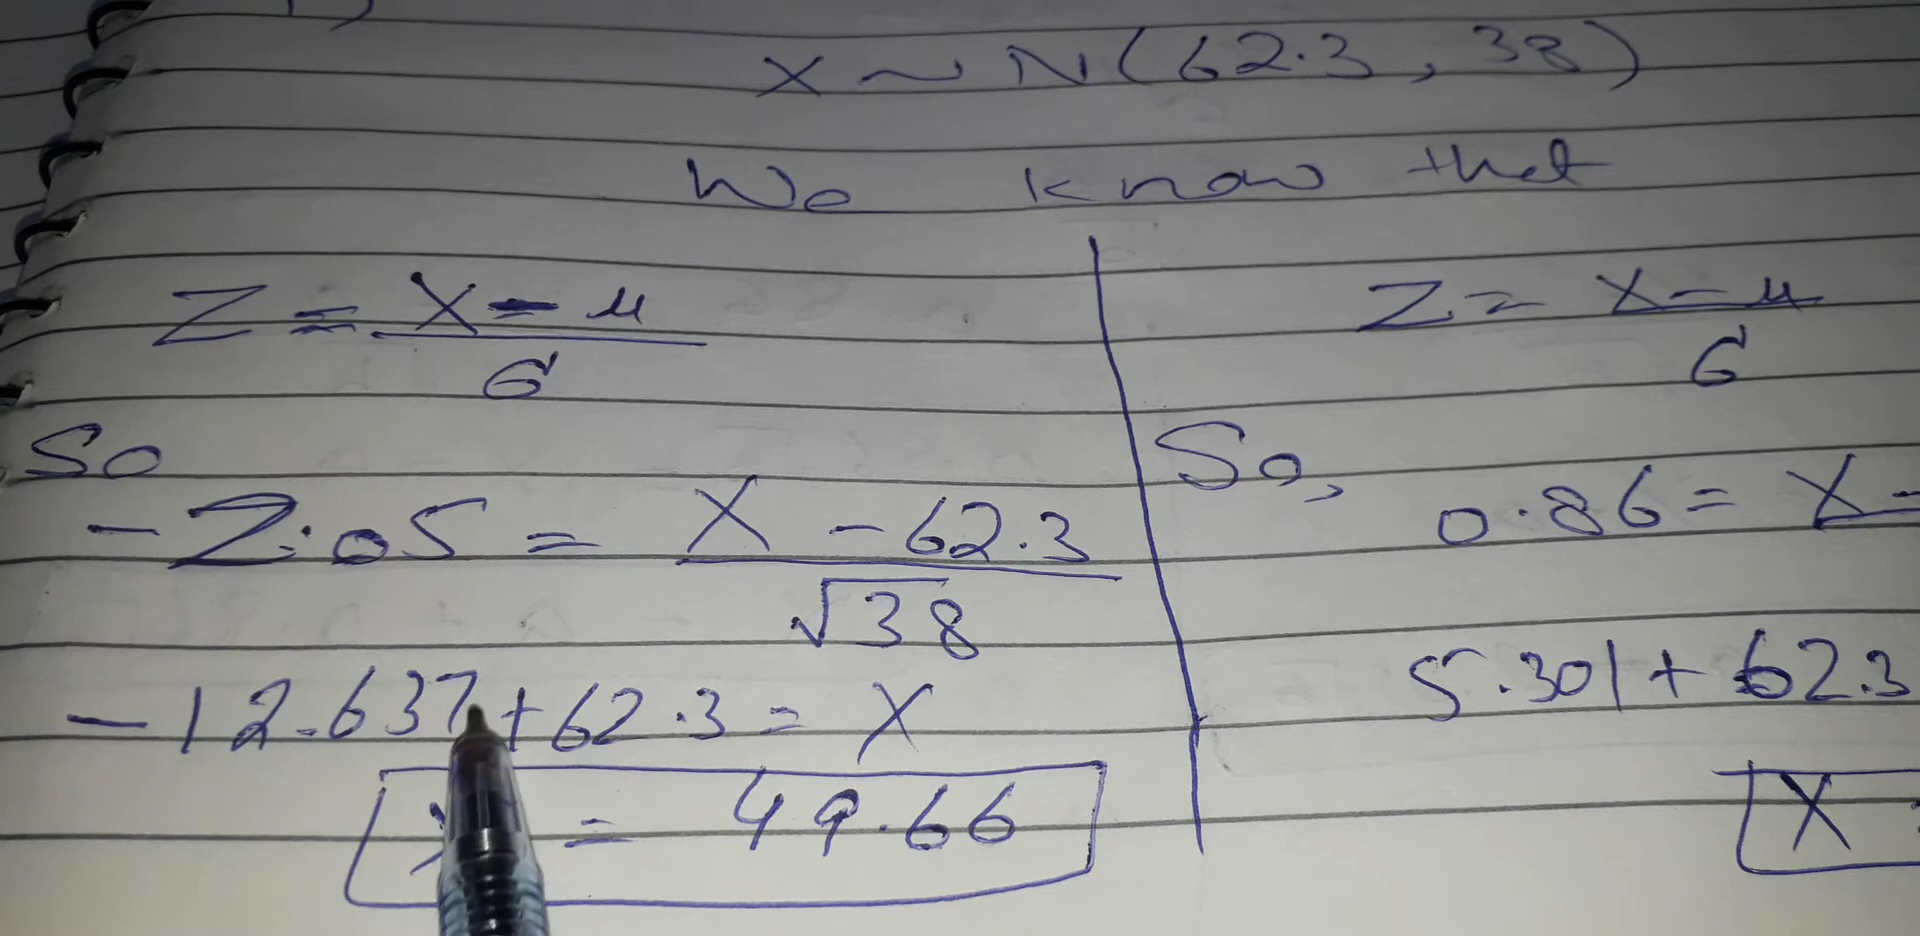 X ~ N(62.3, 38)
We know that
Z = X - μ
σ
So
- 2.05 = X - 62.3
√38
- 12.637 + 62.3 = X
= 49.66
Z = X - μ
σ
So,
0.86 = X -
5.301 + 62.3
X